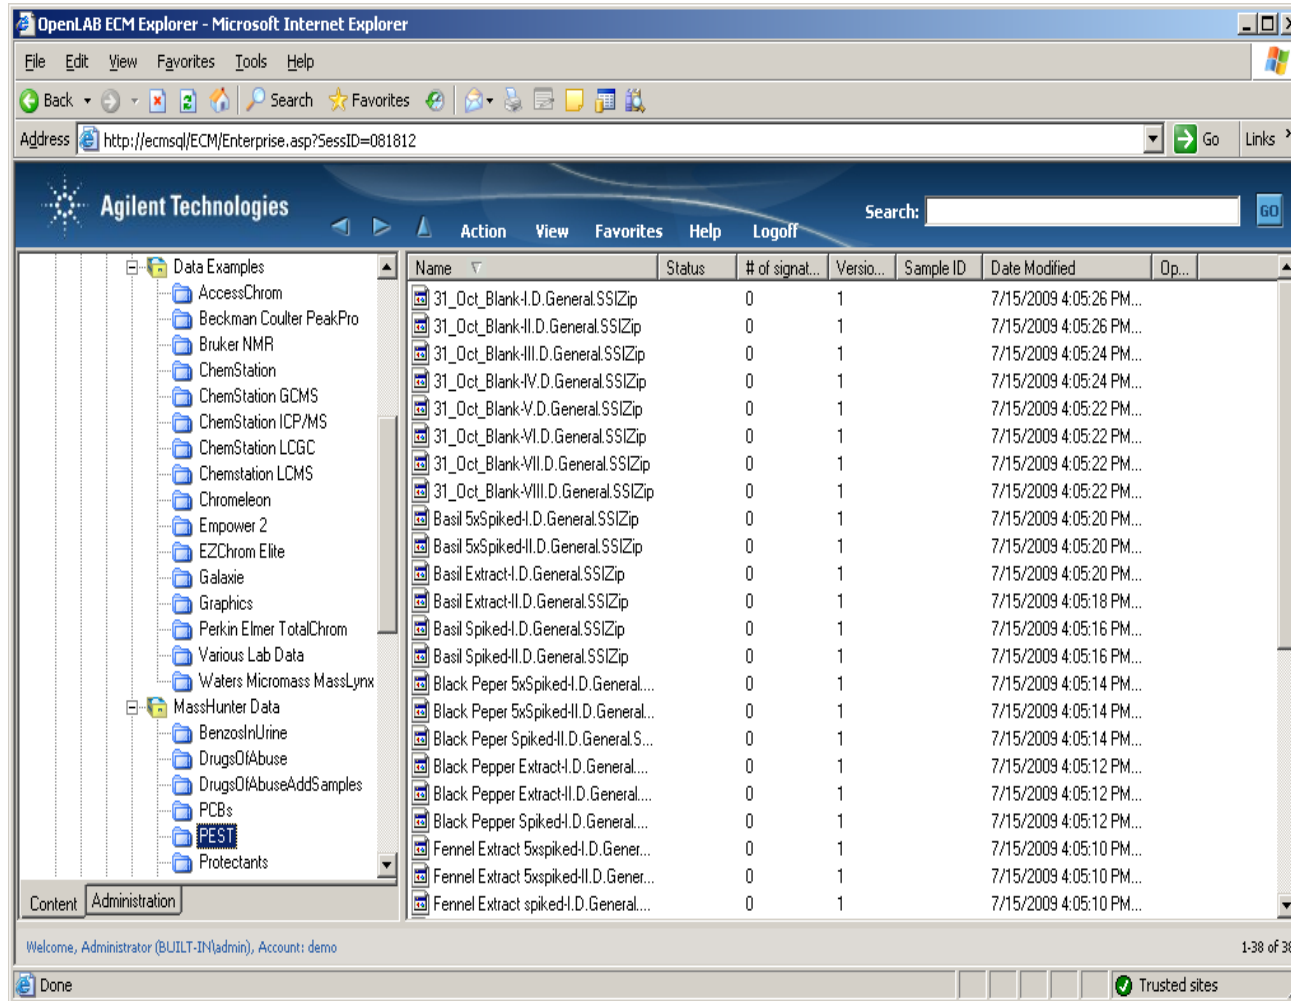 OpenLAB ECM Explorer - Microsoft Internet Explorer
File Edit View Favorites Tools Help
Back Search Favorites
Address http://ecmsql/ECM/Enterprise.asp?SessID=081812 Go Links
Agilent Technologies
Search: GO
Action View Favorites Help Logoff
Data Examples
AccessChrom
Beckman Coulter PeakPro
Bruker NMR
ChemStation
ChemStation GCMS
ChemStation ICP/MS
ChemStation LCGC
Chemstation LCMS
Chromeleon
Empower 2
EZChrom Elite
Galaxie
Graphics
Perkin Elmer TotalChrom
Various Lab Data
Waters Micromass MassLynx
MassHunter Data
BenzosInUrine
DrugsOfAbuse
DrugsOfAbuseAddSamples
PCBs
PEST
Protectants
Content Administration
Name Status # of signat... Versio... Sample ID Date Modified Op...
31_Oct_Blank-I.D.General.SSIZip 0 1 7/15/2009 4:05:26 PM...
31_Oct_Blank-II.D.General.SSIZip 0 1 7/15/2009 4:05:26 PM...
31_Oct_Blank-III.D.General.SSIZip 0 1 7/15/2009 4:05:24 PM...
31_Oct_Blank-IV.D.General.SSIZip 0 1 7/15/2009 4:05:24 PM...
31_Oct_Blank-V.D.General.SSIZip 0 1 7/15/2009 4:05:22 PM...
31_Oct_Blank-VI.D.General.SSIZip 0 1 7/15/2009 4:05:22 PM...
31_Oct_Blank-VII.D.General.SSIZip 0 1 7/15/2009 4:05:22 PM...
31_Oct_Blank-VIII.D.General.SSIZip 0 1 7/15/2009 4:05:22 PM...
Basil 5xSpiked-I.D.General.SSIZip 0 1 7/15/2009 4:05:20 PM...
Basil 5xSpiked-II.D.General.SSIZip 0 1 7/15/2009 4:05:20 PM...
Basil Extract-I.D.General.SSIZip 0 1 7/15/2009 4:05:20 PM...
Basil Extract-II.D.General.SSIZip 0 1 7/15/2009 4:05:18 PM...
Basil Spiked-I.D.General.SSIZip 0 1 7/15/2009 4:05:16 PM...
Basil Spiked-II.D.General.SSIZip 0 1 7/15/2009 4:05:16 PM...
Black Peper 5xSpiked-I.D.General.... 0 1 7/15/2009 4:05:14 PM...
Black Peper 5xSpiked-II.D.General... 0 1 7/15/2009 4:05:14 PM...
Black Peper Spiked-II.D.General.S... 0 1 7/15/2009 4:05:14 PM...
Black Pepper Extract-I.D.General.... 0 1 7/15/2009 4:05:12 PM...
Black Pepper Extract-II.D.General.... 0 1 7/15/2009 4:05:12 PM...
Black Pepper Spiked-I.D.General.... 0 1 7/15/2009 4:05:12 PM...
Fennel Extract 5xspiked-I.D.Gener... 0 1 7/15/2009 4:05:10 PM...
Fennel Extract 5xspiked-II.D.Gener... 0 1 7/15/2009 4:05:10 PM...
Fennel Extract spiked-I.D.General.... 0 1 7/15/2009 4:05:10 PM...
Welcome, Administrator (BUILT-IN\admin), Account: demo 1-38 of 38
Done Trusted sites